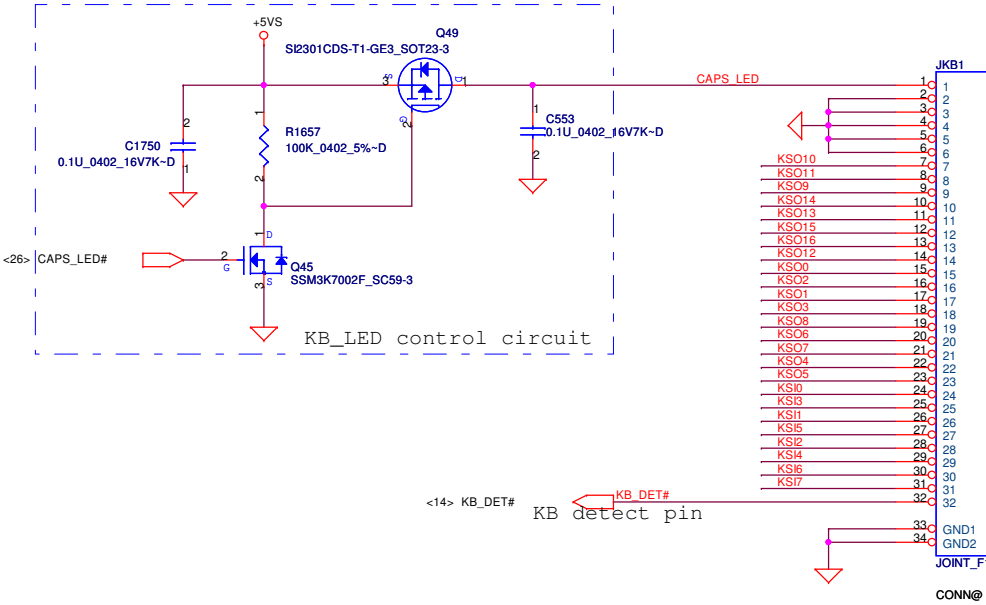 +5VS
Q49
SI2301CDS-T1-GE3_SOT23-3
3
S
D
1
G
2
CAPS_LED
JKB1
1
R1657
100K_0402_5%~D
2
2
C1750
0.1U_0402_16V7K~D
1
1
C553
0.1U_0402_16V7K~D
2
<26> CAPS_LED#
2
G
1
D
Q45
SSM3K7002F_SC59-3
3
S
KB_LED control circuit
1 1
2 2
3 3
4 4
5 5
6 6
KSO10 7 7
KSO11 8 8
KSO9 9 9
KSO14 10 10
KSO13 11 11
KSO15 12 12
KSO16 13 13
KSO12 14 14
KSO0 15 15
KSO2 16 16
KSO1 17 17
KSO3 18 18
KSO8 19 19
KSO6 20 20
KSO7 21 21
KSO4 22 22
KSO5 23 23
KSI0 24 24
KSI3 25 25
KSI1 26 26
KSI5 27 27
KSI2 28 28
KSI4 29 29
KSI6 30 30
KSI7 31 31
<14> KB_DET# KB_DET# 32 32
KB detect pin
33 GND1
34 GND2
JOINT_F
CONN@